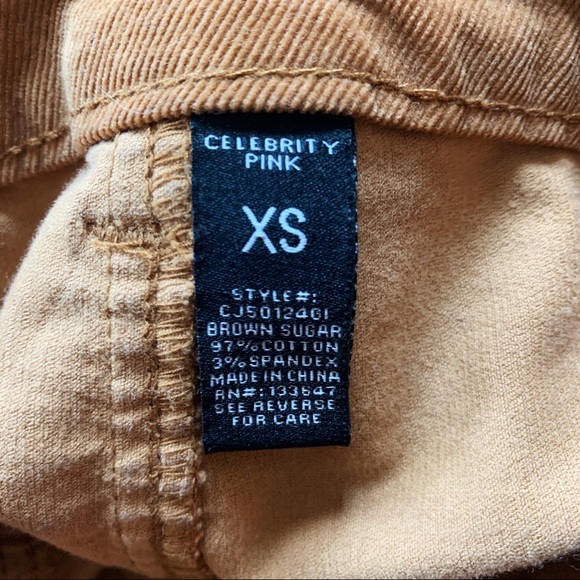 CELEBRITY
PINK
XS
STYLE#:
CJ50124GI
BROWN SUGAR
97%COTTON
3%SPANDEX
MADE IN CHINA
RN#:133647
SEE REVERSE
FOR CARE